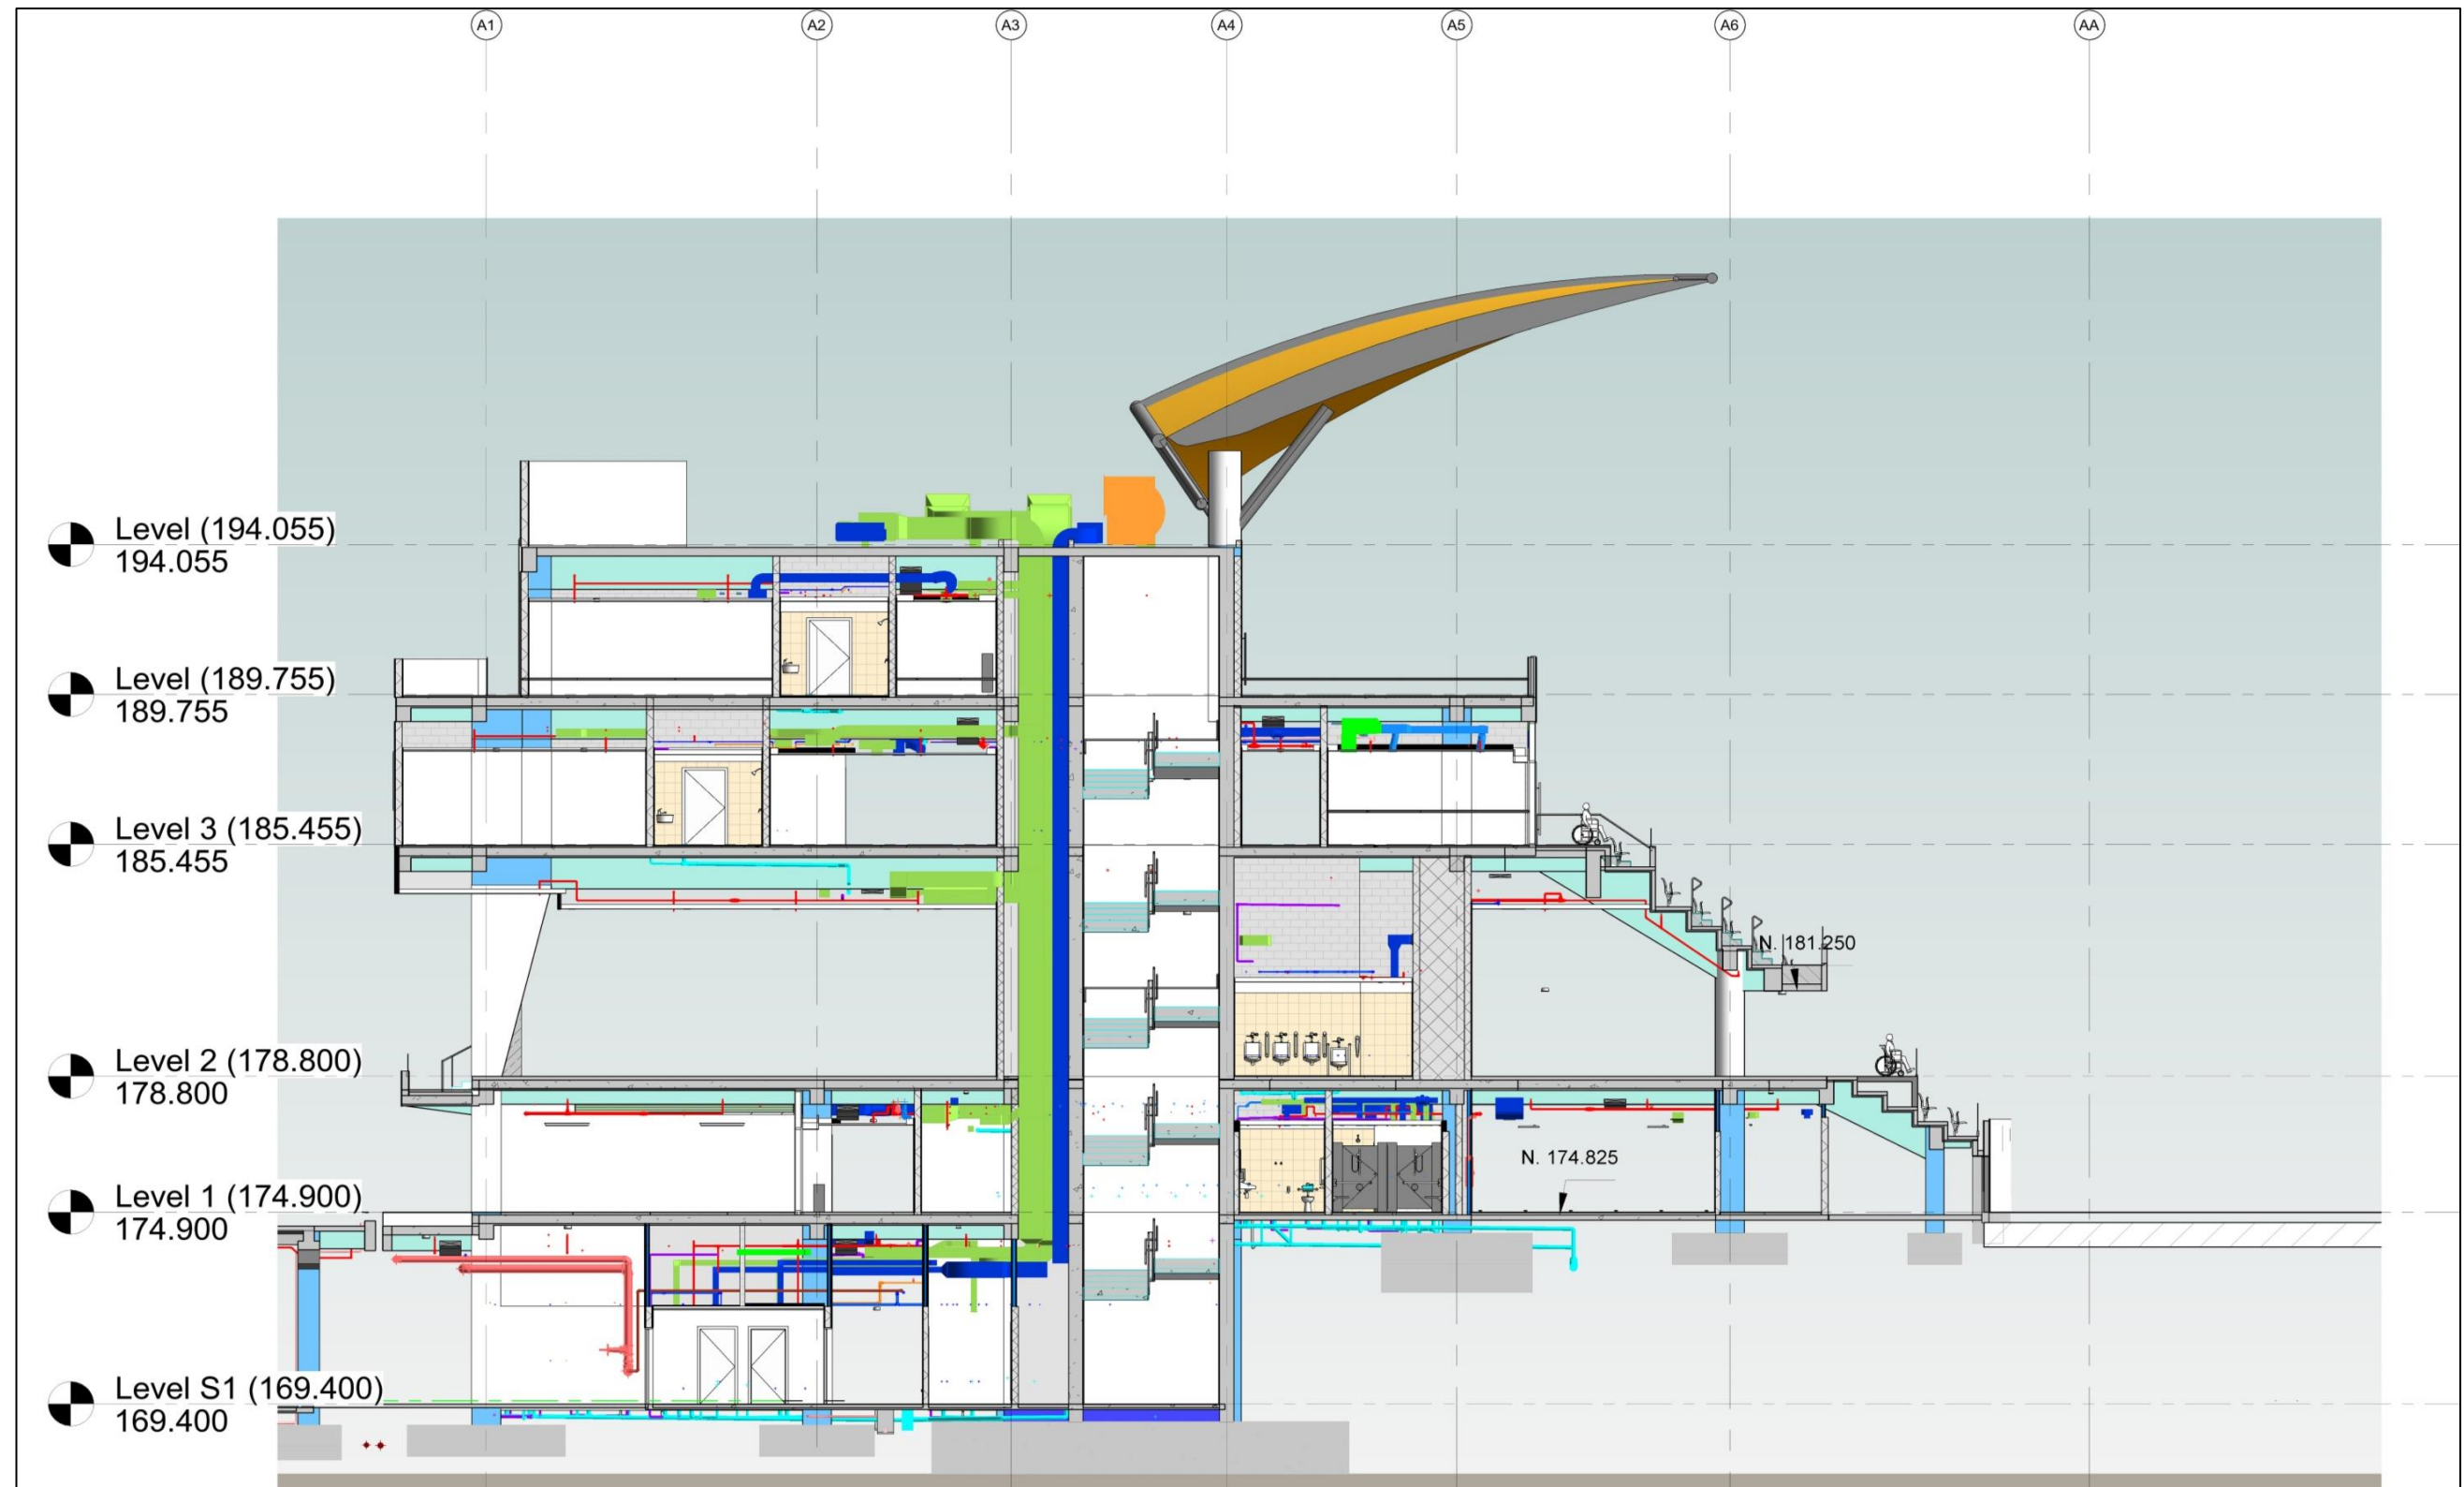 A1 A2 A3 A4 A5 A6 AA
Level (194.055)
194.055
Level (189.755)
189.755
Level 3 (185.455)
185.455
N. 181.250
Level 2 (178.800)
178.800
N. 174.825
Level 1 (174.900)
174.900
Level S1 (169.400)
169.400